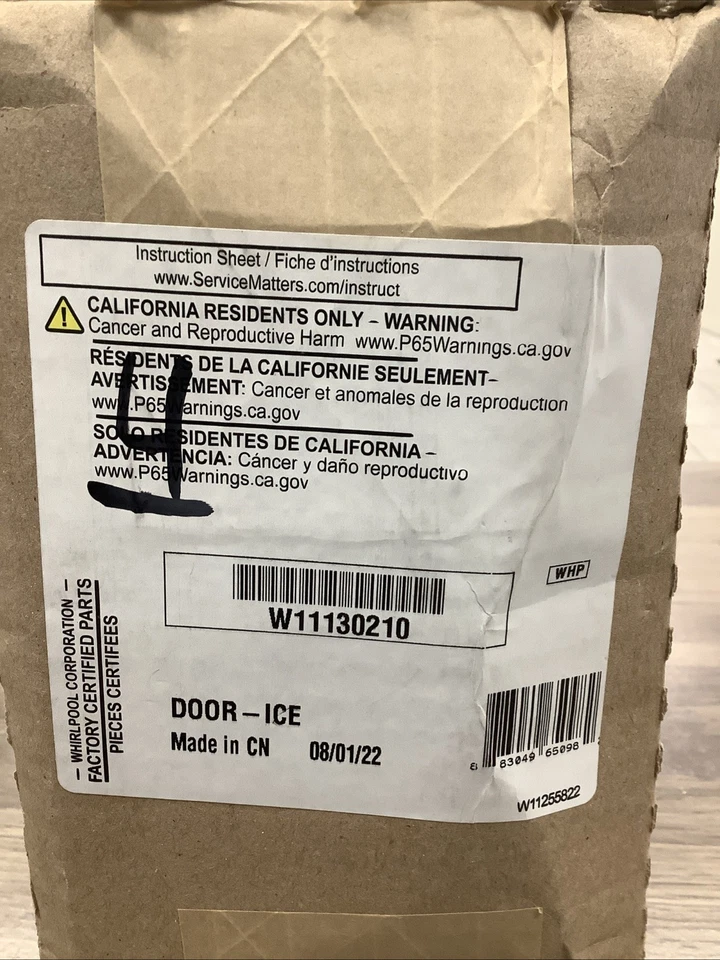 Instruction Sheet / Fiche d'instructions
www.ServiceMatters.com/instruct
CALIFORNIA RESIDENTS ONLY – WARNING:
Cancer and Reproductive Harm www.P65Warnings.ca.gov
RÉSIDENTS DE LA CALIFORNIE SEULEMENT–
AVERTISSEMENT: Cancer et anomales de la reproduction
www.P65Warnings.ca.gov
SOLO RESIDENTES DE CALIFORNIA –
ADVERTENCIA: Cáncer y daño reproductivo
www.P65Warnings.ca.gov
4
WHP
W11130210
– WHIRLPOOL CORPORATION –
FACTORY CERTIFIED PARTS
PIECES CERTIFEES
DOOR–ICE
Made in CN 08/01/22
83049 65098
W11255822